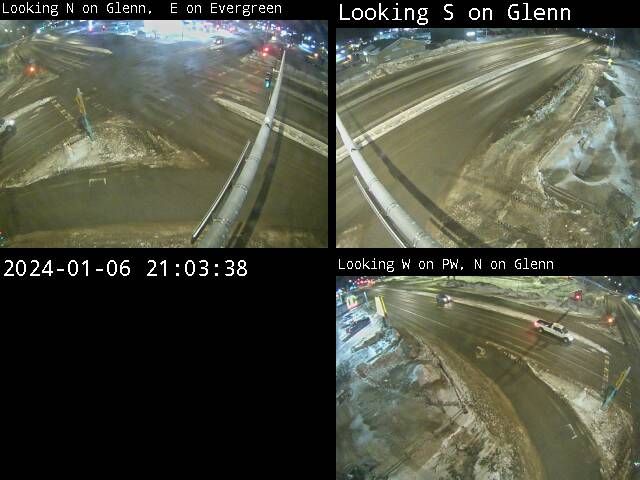 Looking N on Glenn, E on Evergreen
Looking S on Glenn
2024-01-06 21:03:38
Looking W on PW, N on Glenn